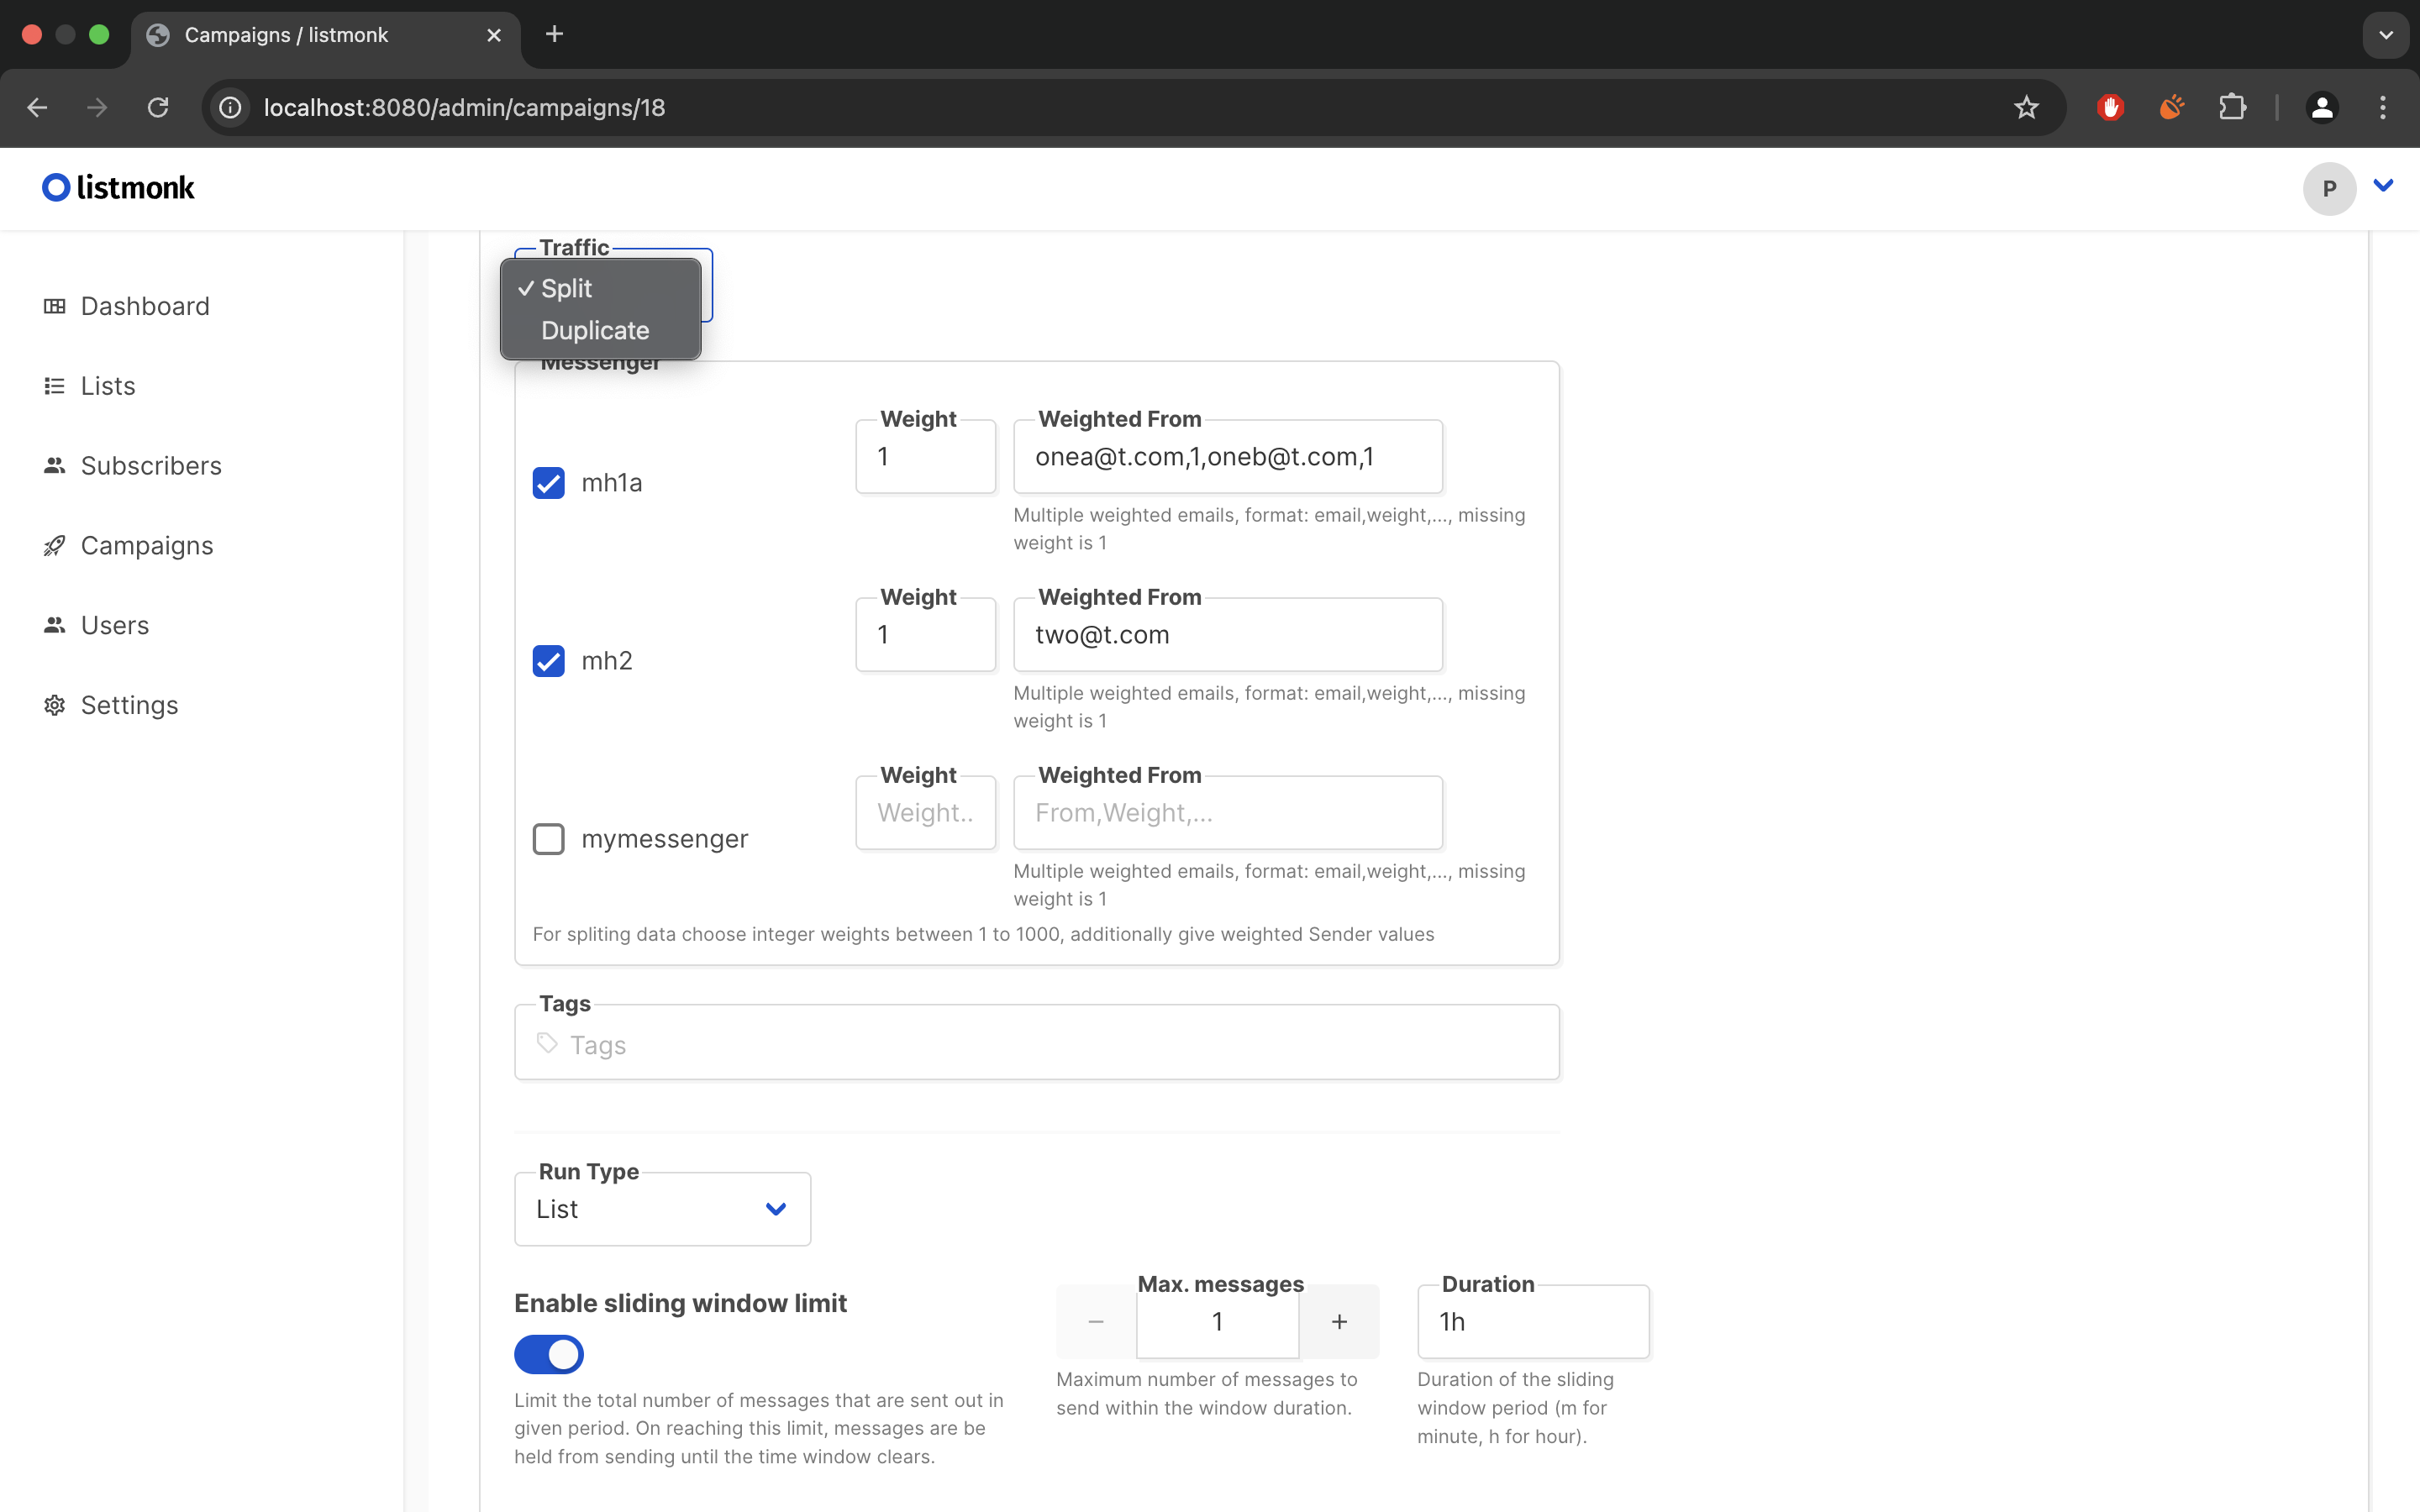 Campaigns / listmonk
localhost:8080/admin/campaigns/18
listmonk
P
Dashboard
Lists
Subscribers
Campaigns
Users
Settings
Traffic
Split
Duplicate
Messenger
mh1a
Weight
1
Weighted From
onea@t.com,1,oneb@t.com,1
Multiple weighted emails, format: email,weight,..., missing
weight is 1
mh2
Weight
1
Weighted From
two@t.com
Multiple weighted emails, format: email,weight,..., missing
weight is 1
mymessenger
Weight
Weight..
Weighted From
From,Weight,...
Multiple weighted emails, format: email,weight,..., missing
weight is 1
For spliting data choose integer weights between 1 to 1000, additionally give weighted Sender values
Tags
Tags
Run Type
List
Enable sliding window limit
Limit the total number of messages that are sent out in
given period. On reaching this limit, messages are be
held from sending until the time window clears.
Max. messages
1
Maximum number of messages to
send within the window duration.
Duration
1h
Duration of the sliding
window period (m for
minute, h for hour).